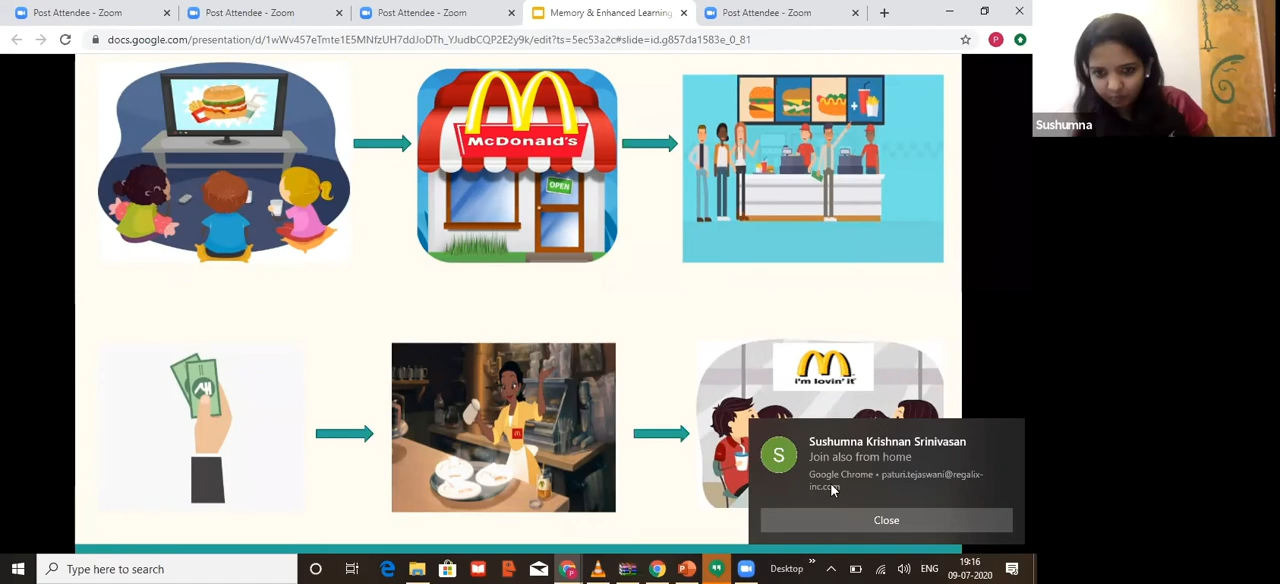 Post Attendee - Zoom
Post Attendee - Zoom
Post Attendee - Zoom
Memory & Enhanced Learning
Post Attendee - Zoom
docs.google.com/presentation/d/1wWv457eTmte1E5MNfzUH7ddJoDTh_YJudbCQP2E2y9k/edit?ts=5ec53a2c#slide=id.g857da1583e_0_81
P
Sushumna
McDonald's
OPEN
i'm lovin' it
S
Sushumna Krishnan Srinivasan
Join also from home
Google Chrome • paturi.tejaswani@regalix-
inc.com
Close
Type here to search
Desktop
ENG
19:16
09-07-2020